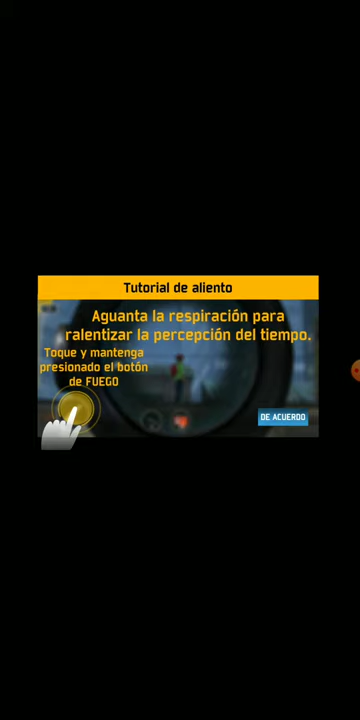 Tutorial de aliento
Aguanta la respiración para
ralentizar la percepción del tiempo.
Toque y mantenga
presionado el botón
de FUEGO
DE ACUERDO